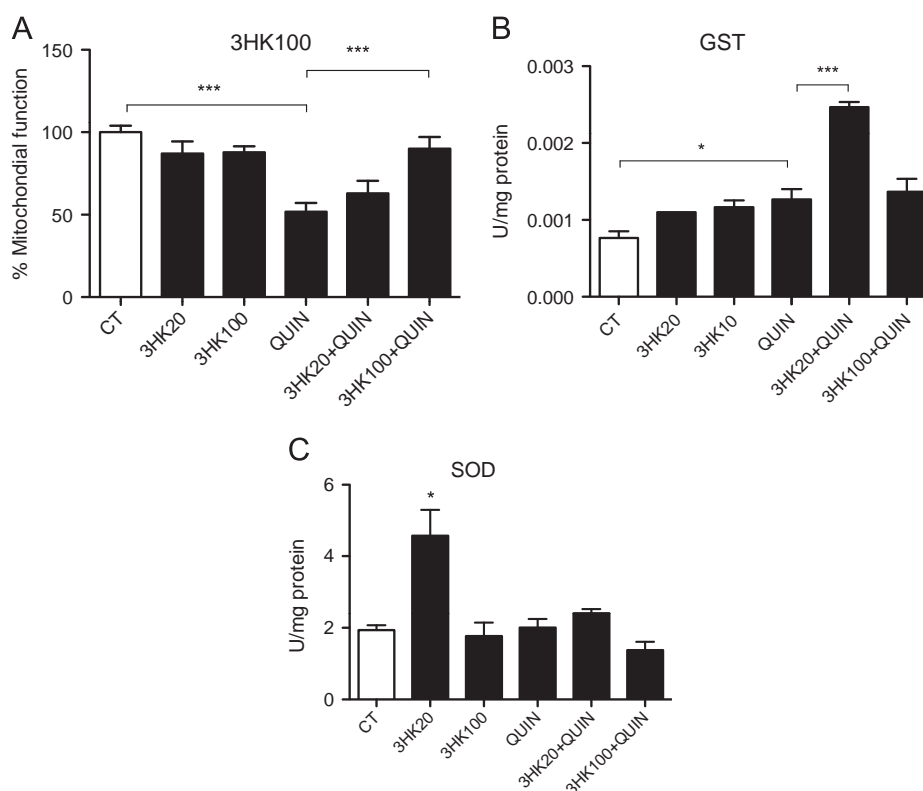 A
3HK100
% Mitochondial function
150
100
50
0
***
***
CT
3HK20
3HK100
QUIN
3HK20+QUIN
3HK100+QUIN
B
GST
U/mg protein
0.003
0.002
0.001
0.000
*
***
CT
3HK20
3HK10
QUIN
3HK20+QUIN
3HK100+QUIN
C
SOD
U/mg protein
6
4
2
0
*
CT
3HK20
3HK100
QUIN
3HK20+QUIN
3HK100+QUIN